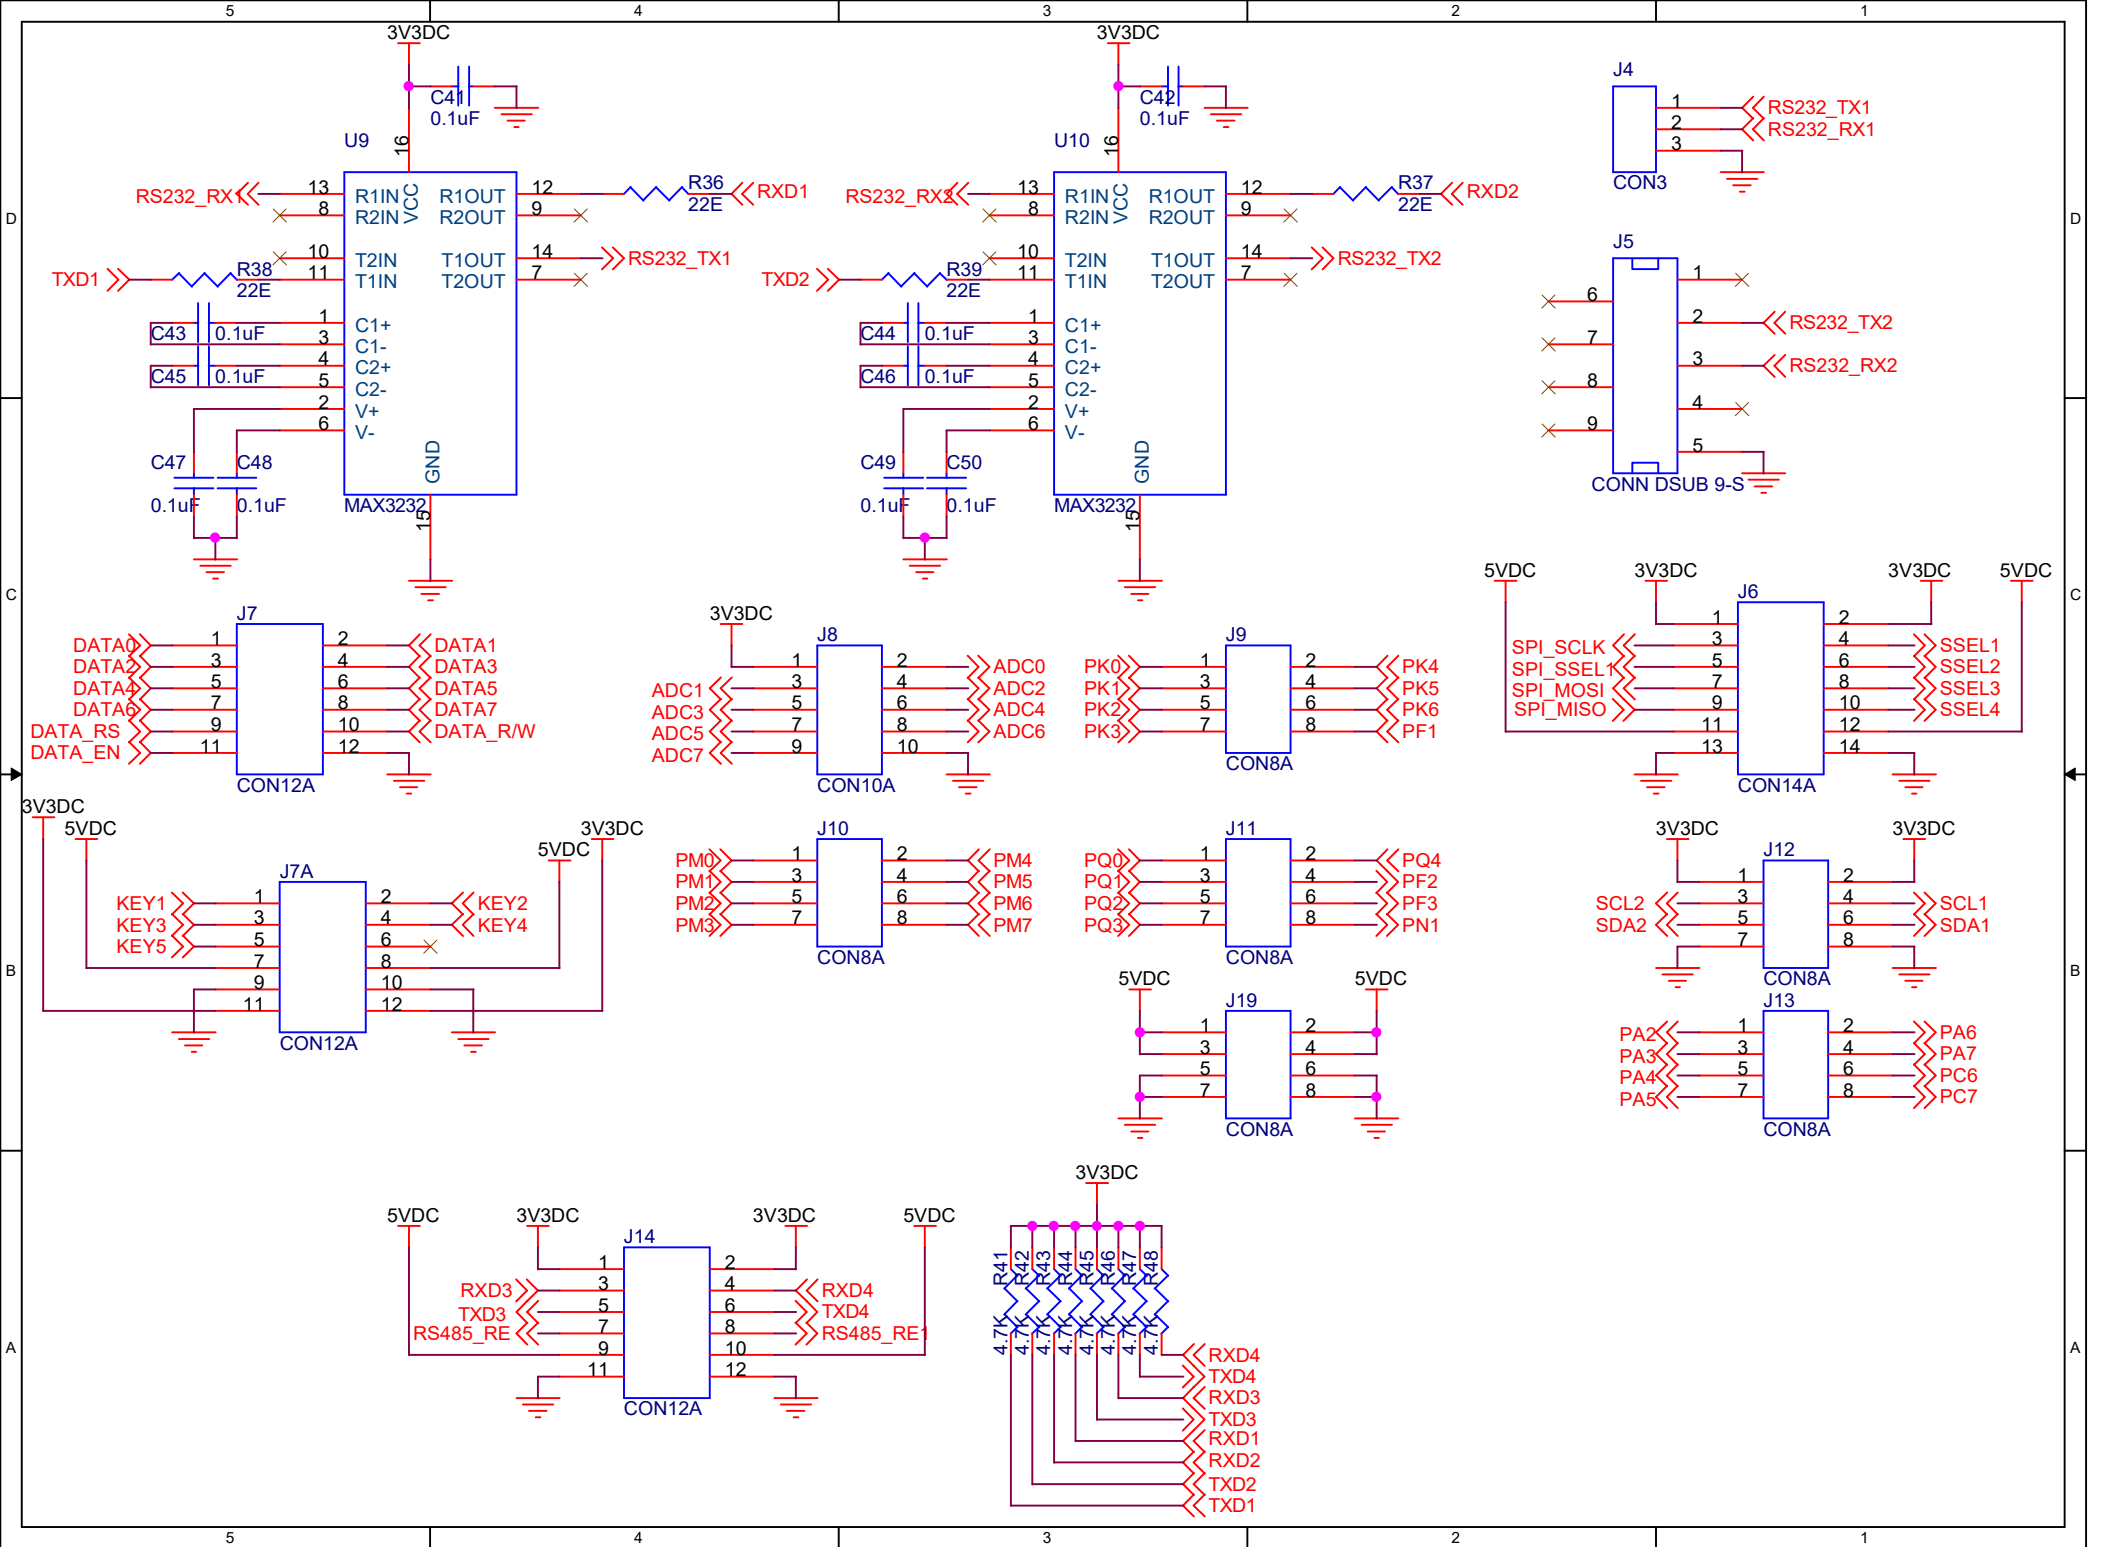 5 4 3 2 1
D D
C C
B B
A A
3V3DC
C41
0.1uF
U9
16
VCC
RS232_RX1
13 R1IN R1OUT 12
R36
22E
RXD1
8 R2IN R2OUT 9
10 T2IN T1OUT 14
RS232_TX1
TXD1
R38
22E
11 T1IN T2OUT 7
C43 0.1uF
1 C1+
3 C1-
C45 0.1uF
4 C2+
5 C2-
2 V+
6 V-
C47 C48
0.1uF 0.1uF
GND
MAX3232
15
3V3DC
C42
0.1uF
U10
16
VCC
RS232_RX2
13 R1IN R1OUT 12
R37
22E
RXD2
8 R2IN R2OUT 9
10 T2IN T1OUT 14
RS232_TX2
TXD2
R39
22E
11 T1IN T2OUT 7
C44 0.1uF
1 C1+
3 C1-
C46 0.1uF
4 C2+
5 C2-
2 V+
6 V-
C49 C50
0.1uF 0.1uF
GND
MAX3232
15
J4
1 RS232_TX1
2 RS232_RX1
3
CON3
J5
1
6
2 RS232_TX2
7
3 RS232_RX2
8
4
9
5
CONN DSUB 9-S
J7
DATA0 1 2 DATA1
DATA2 3 4 DATA3
DATA4 5 6 DATA5
DATA6 7 8 DATA7
DATA_RS 9 10 DATA_R/W
DATA_EN 11 12
CON12A
3V3DC
J8
1 2 ADC0
ADC1 3 4 ADC2
ADC3 5 6 ADC4
ADC5 7 8 ADC6
ADC7 9 10
CON10A
J9
PK0 1 2 PK4
PK1 3 4 PK5
PK2 5 6 PK6
PK3 7 8 PF1
CON8A
5VDC 3V3DC 3V3DC 5VDC
J6
1 2
SPI_SCLK 3 4 SSEL1
SPI_SSEL1 5 6 SSEL2
SPI_MOSI 7 8 SSEL3
SPI_MISO 9 10 SSEL4
11 12
13 14
CON14A
3V3DC
5VDC
3V3DC
5VDC
J7A
KEY1 1 2 KEY2
KEY3 3 4 KEY4
KEY5 5 6
7 8
9 10
11 12
CON12A
J10
PM0 1 2 PM4
PM1 3 4 PM5
PM2 5 6 PM6
PM3 7 8 PM7
CON8A
J11
PQ0 1 2 PQ4
PQ1 3 4 PF2
PQ2 5 6 PF3
PQ3 7 8 PN1
CON8A
3V3DC 3V3DC
J12
1 2
SCL2 3 4 SCL1
SDA2 5 6 SDA1
7 8
CON8A
5VDC 5VDC
J19
1 2
3 4
5 6
7 8
CON8A
J13
PA2 1 2 PA6
PA3 3 4 PA7
PA4 5 6 PC6
PA5 7 8 PC7
CON8A
5VDC 3V3DC 3V3DC 5VDC
J14
1 2
RXD3 3 4 RXD4
TXD3 5 6 TXD4
RS485_RE 7 8 RS485_RE1
9 10
11 12
CON12A
3V3DC
R41 R42 R43 R44 R45 R46 R47 R48
4.7K 4.7K 4.7K 4.7K 4.7K 4.7K 4.7K 4.7K
RXD4
TXD4
RXD3
TXD3
RXD1
RXD2
TXD2
TXD1
5 4 3 2 1